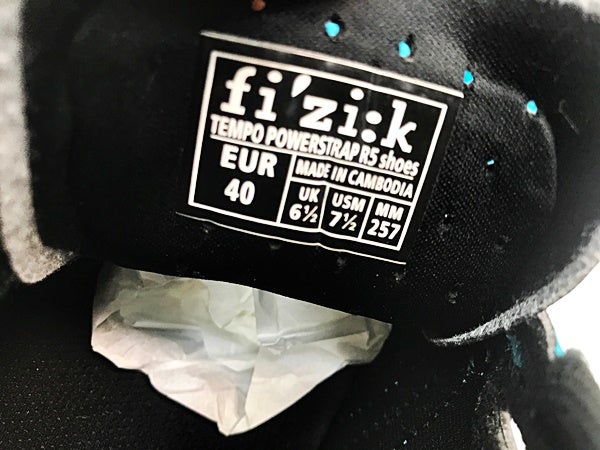 fi'zi:k
TEMPO POWERSTRAP R5 shoes
EUR
40
MADE IN CAMBODIA
UK
6½
USM
7½
MM
257